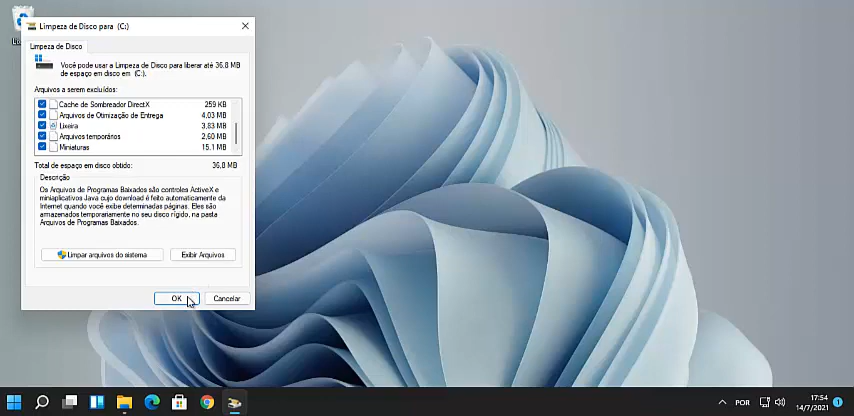 Limpeza de Disco para (C:)
Limpeza de Disco
Você pode usar a Limpeza de Disco para liberar até 36,8 MB
de espaço em disco em (C:).
Arquivos a serem excluídos:
Cache de Sombreador DirectX 259 KB
Arquivos de Otimização de Entrega 4,03 MB
Lixeira 3,83 MB
Arquivos temporários 2,60 MB
Miniaturas 15,1 MB
Total de espaço em disco obtido: 36,8 MB
Descrição
Os Arquivos de Programas Baixados são controles ActiveX e
miniaplicativos Java cujo download é feito automaticamente da
Internet quando você exibe determinadas páginas. Eles são
armazenados temporariamente no seu disco rígido, na pasta
Arquivos de Programas Baixados.
Limpar arquivos do sistema Exibir Arquivos
OK Cancelar
POR
17:54
14/7/2021
1